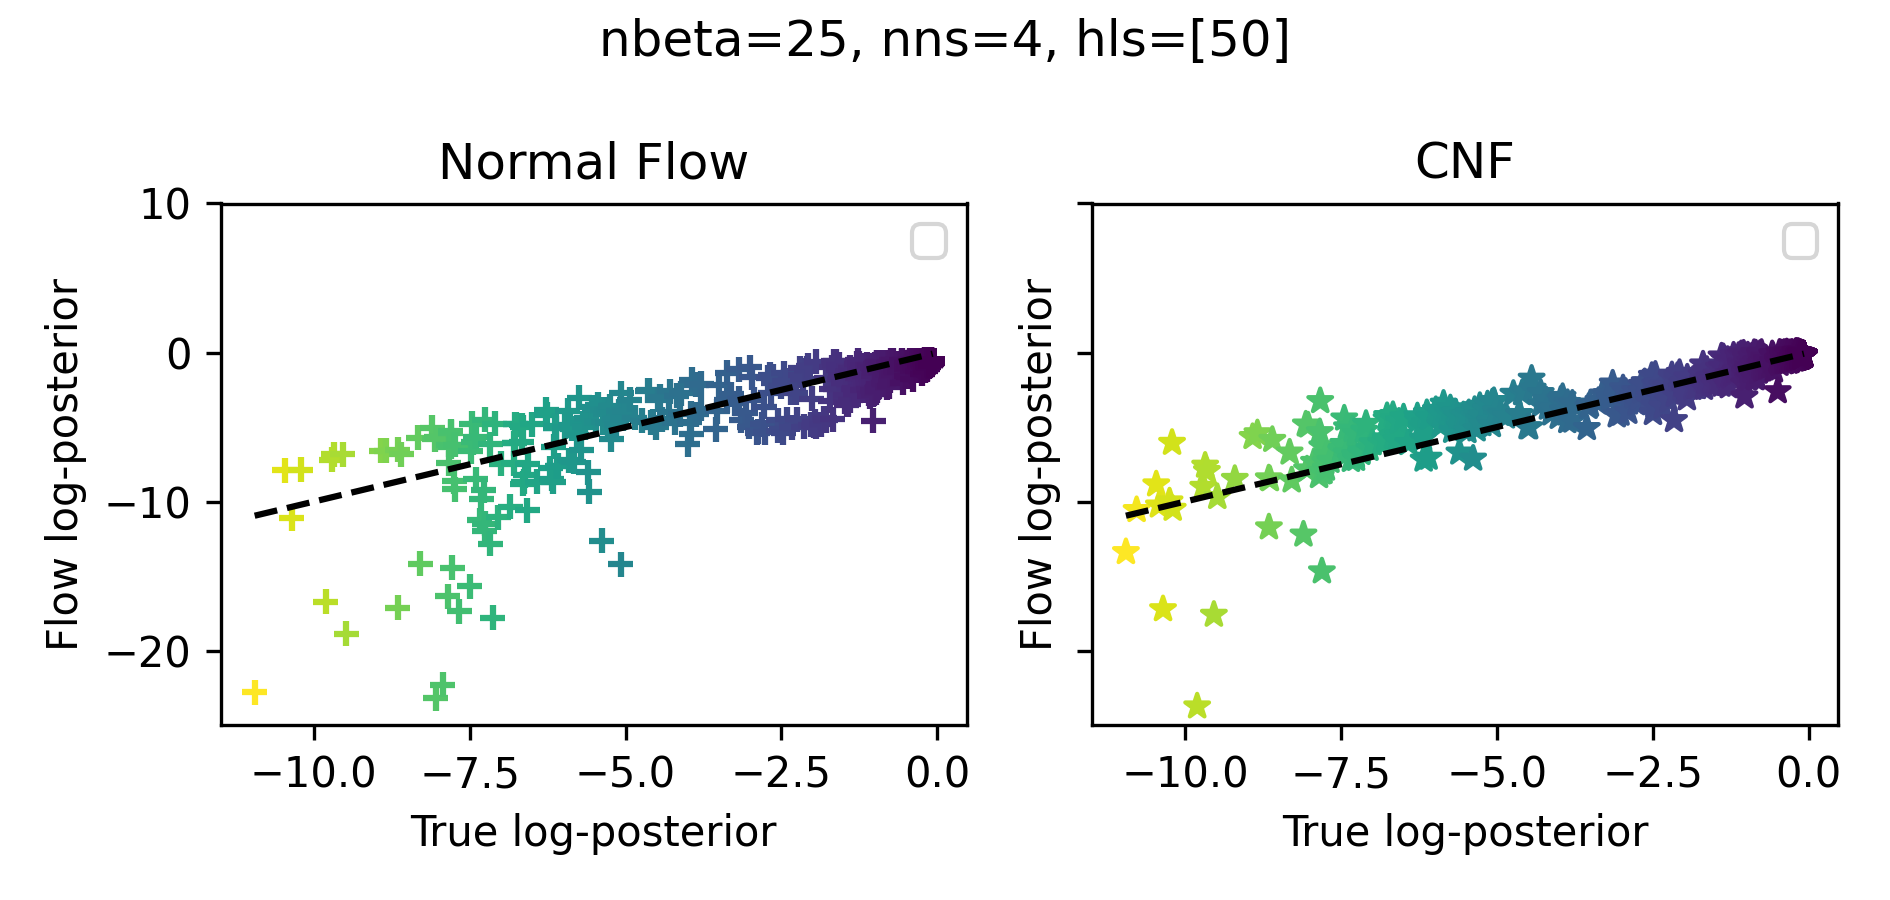 nbeta=25, nns=4, hls=[50]
Normal Flow
CNF
10
0
−10
−20
Flow log-posterior
Flow log-posterior
−10.0 −7.5 −5.0 −2.5 0.0
−10.0 −7.5 −5.0 −2.5 0.0
True log-posterior
True log-posterior